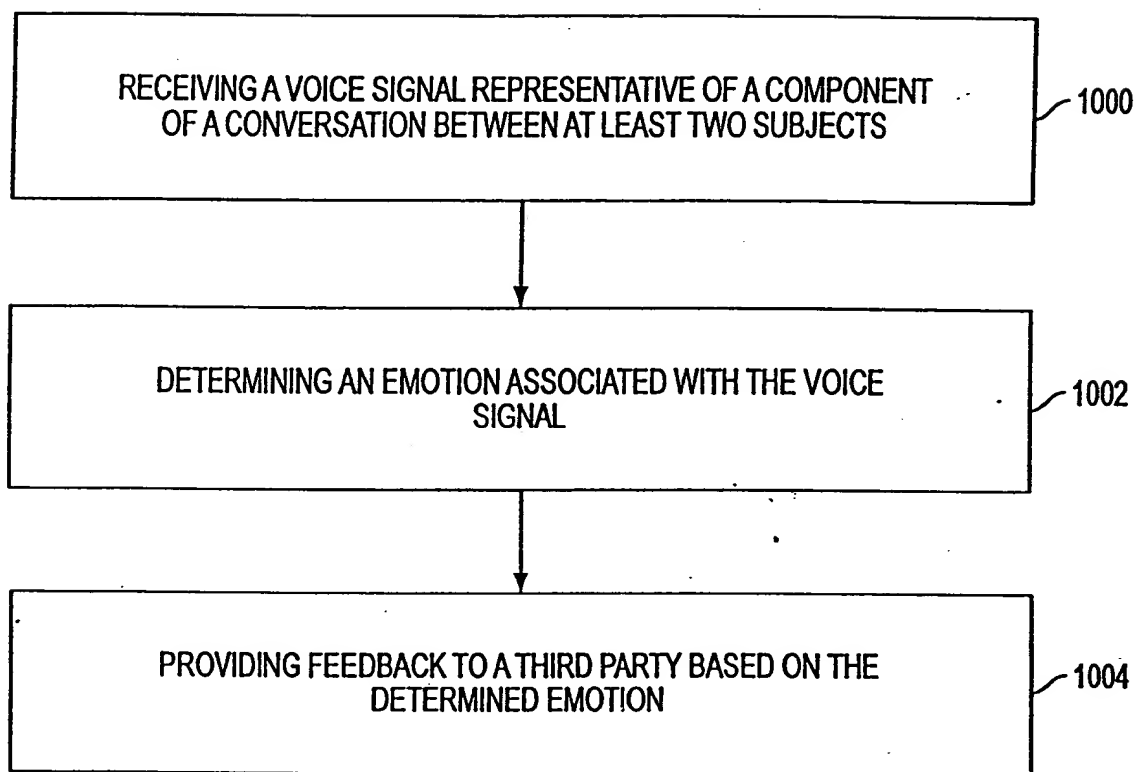 RECEIVING A VOICE SIGNAL REPRESENTATIVE OF A COMPONENT
OF A CONVERSATION BETWEEN AT LEAST TWO SUBJECTS
1000
DETERMINING AN EMOTION ASSOCIATED WITH THE VOICE
SIGNAL
1002
PROVIDING FEEDBACK TO A THIRD PARTY BASED ON THE
DETERMINED EMOTION
1004